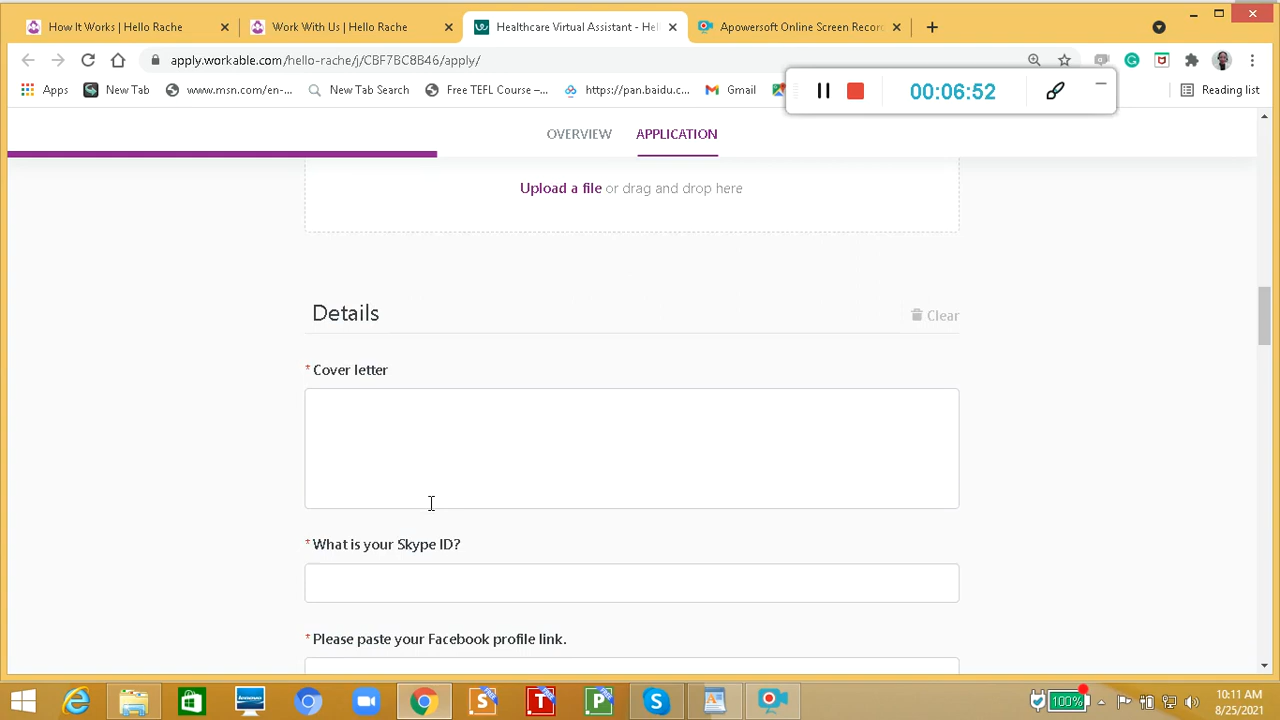 How It Works | Hello Rache
Work With Us | Hello Rache
Healthcare Virtual Assistant - Hel
Apowersoft Online Screen Record
apply.workable.com/hello-rache/j/CBF7BC8B46/apply/
Apps
New Tab
www.msn.com/en-...
New Tab Search
Free TEFL Course –...
https://pan.baidu.c...
Gmail
Reading list
00:06:52
OVERVIEW
APPLICATION
Upload a file or drag and drop here
Details
Clear
* Cover letter
* What is your Skype ID?
* Please paste your Facebook profile link.
100%
10:11 AM
8/25/2021